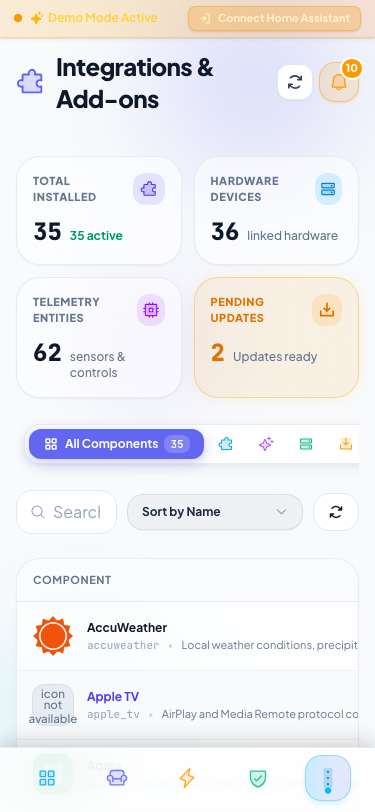 Demo Mode Active
Connect Home Assistant
Integrations &
Add-ons
10
TOTAL
INSTALLED
35 35 active
HARDWARE
DEVICES
36 linked hardware
TELEMETRY
ENTITIES
62 sensors &
controls
PENDING
UPDATES
2 Updates ready
All Components 35
Search
Sort by Name
COMPONENT
AccuWeather
accuweather • Local weather conditions, precipit
icon
not
available
Apple TV
apple_tv • AirPlay and Media Remote protocol co
Aqara